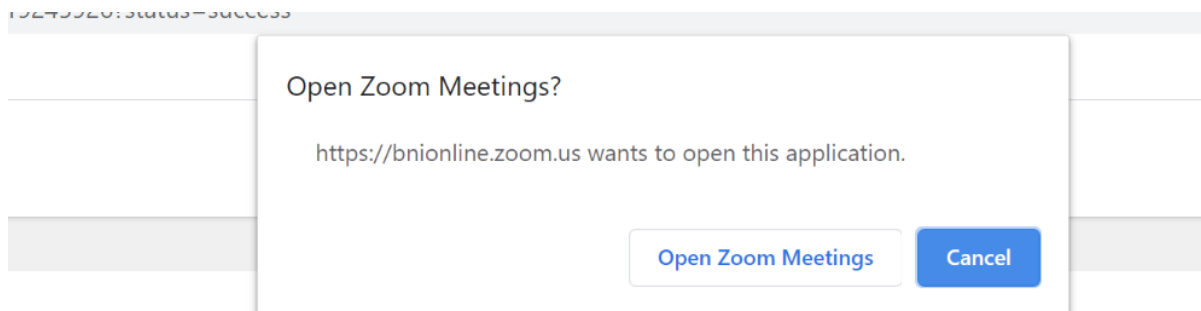 Open Zoom Meetings?
https://bnionline.zoom.us wants to open this application.
Open Zoom Meetings
Cancel